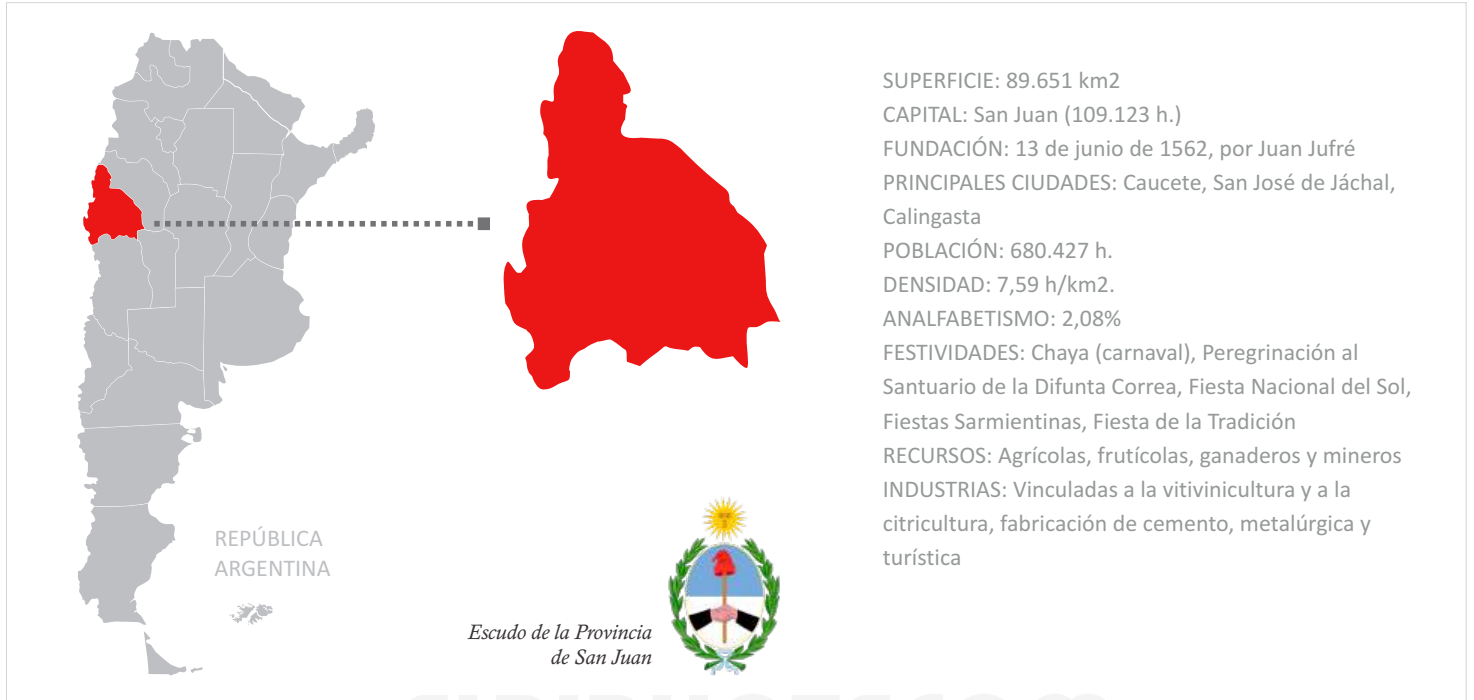 SUPERFICIE: 89.651 km2
CAPITAL: San Juan (109.123 h.)
FUNDACIÓN: 13 de junio de 1562, por Juan Jufré
PRINCIPALES CIUDADES: Caucete, San José de Jáchal,
Calingasta
POBLACIÓN: 680.427 h.
DENSIDAD: 7,59 h/km2.
ANALFABETISMO: 2,08%
FESTIVIDADES: Chaya (carnaval), Peregrinación al
Santuario de la Difunta Correa, Fiesta Nacional del Sol,
Fiestas Sarmientinas, Fiesta de la Tradición
RECURSOS: Agrícolas, frutícolas, ganaderos y mineros
INDUSTRIAS: Vinculadas a la vitivinicultura y a la
citricultura, fabricación de cemento, metalúrgica y
turística
REPÚBLICA
ARGENTINA
Escudo de la Provincia
de San Juan